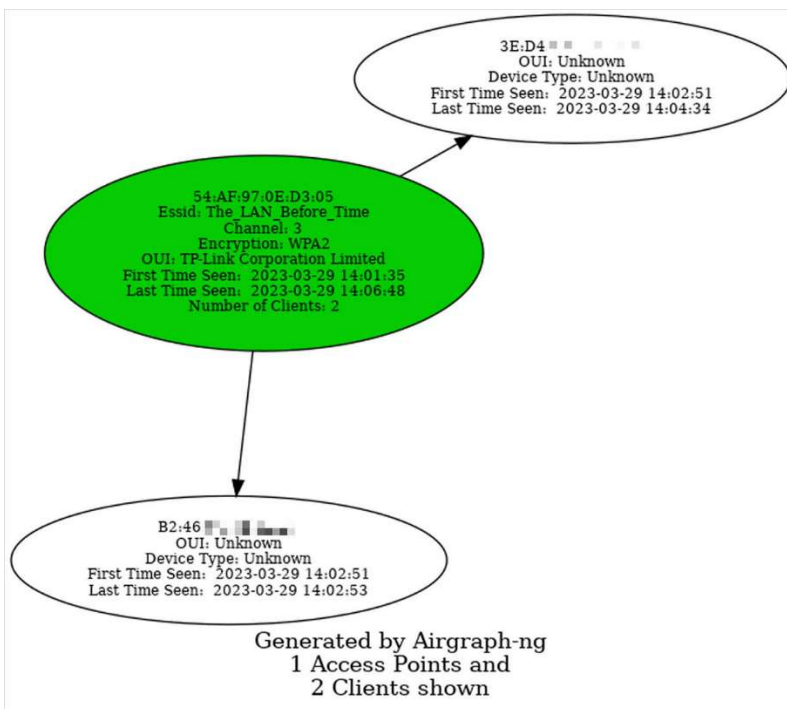 3E:D4
OUI: Unknown
Device Type: Unknown
First Time Seen: 2023-03-29 14:02:51
Last Time Seen: 2023-03-29 14:04:34
54:AF:97:0E:D3:05
Essid: The_LAN_Before_Time
Channel: 3
Encryption: WPA2
OUI: TP-Link Corporation Limited
First Time Seen: 2023-03-29 14:01:35
Last Time Seen: 2023-03-29 14:06:48
Number of Clients: 2
B2:46
OUI: Unknown
Device Type: Unknown
First Time Seen: 2023-03-29 14:02:51
Last Time Seen: 2023-03-29 14:02:53
Generated by Airgraph-ng
1 Access Points and
2 Clients shown